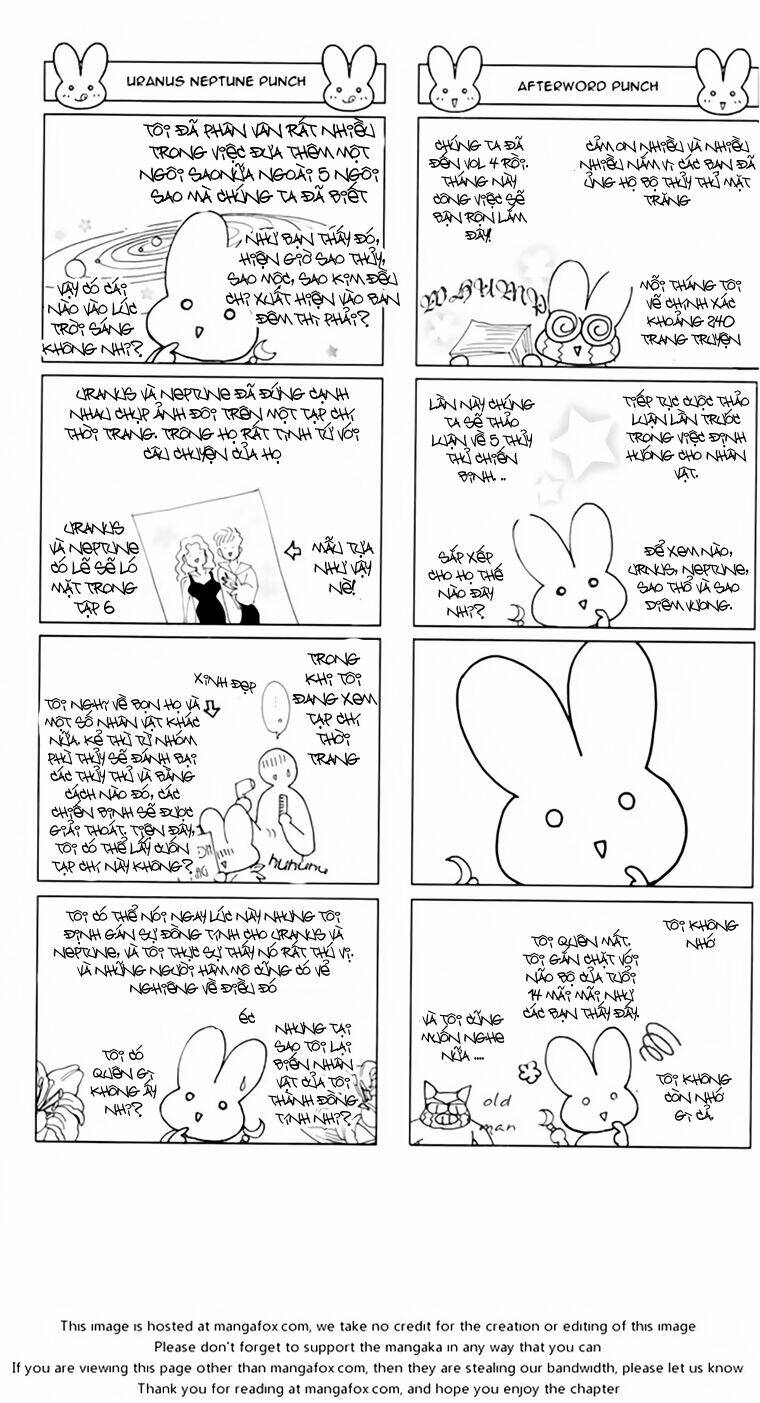 AFTERWORD PUNCH
CẢM ƠN NHIỀU VÀ NHIỀU
NHIỀU NẮM VÌ CÁC BẠN ĐÃ
ỦNG HỘ BỘ THỦY THỦ MẶT
TRĂNG
CHÚNG TA ĐÃ
ĐẾN VOL 4 RỒI.
THÁNG NÀY
CÔNG VIỆC SẼ
BẬN RỘN LẮM
ĐÂY!
WHUMP
MỖI THÁNG TÔI
VẼ CHÍNH XÁC
KHOẢNG 240
TRANG TRUYỆN
TIẾP TỤC CUỘC THẢO
LUẬN LẦN TRƯỚC
TRONG VIỆC ĐỊNH
HƯỚNG CHO NHÂN
VẬT.
LẦN NÀY CHÚNG
TA SẼ THẢO
LUẬN VỀ 5 THỦY
THỦ CHIẾN
BINH...
ĐỂ XEM NÀO,
URNUS, NEPTUNE,
SAO THỔ VÀ SAO
DIÊM VƯƠNG.
SẮP XẾP
CHO HỌ THẾ
NÀO ĐÂY
NHỈ?
TÔI KHÔNG
NHỚ
TÔI QUÊN MẤT.
TÔI GẮN CHẶT VỚI
NÃO BỘ CỦA TUỔI
14 MÃI MÃI NHƯ
CÁC BẠN THẤY ĐẤY.
VÀ TÔI CŨNG
MUỐN NGHE
NỮA ....
TÔI KHÔNG
CÒN NHỚ
GÌ CẢ.
old
man
URANUS NEPTUNE PUNCH
TÔI ĐÃ PHÂN VÂN RẤT NHIỀU
TRONG VIỆC ĐƯA THÊM MỘT
NGÔI SAO NỮA NGOÀI 5 NGÔI
SAO MÀ CHÚNG TA ĐÃ BIẾT
NHƯ BẠN THẤY ĐÓ,
HIỆN GIỜ SAO THỦY,
SAO MỘC, SAO KIM ĐỀU
CHỈ XUẤT HIỆN VÀO BAN
ĐÊM THÌ PHẢI?
VẬY CÓ CÁI
NÀO VÀO LÚC
TRỜI SÁNG
KHÔNG NHỈ?
URANUS VÀ NEPTUNE ĐÃ ĐỨNG CẠNH
NHAU CHỤP ẢNH ĐÔI TRÊN MỘT TẠP CHÍ
THỜI TRANG. TRÔNG HỌ RẤT TÌNH TỨ VỚI
CÂU CHUYỆN CỦA HỌ
MẪU TỰA
NHƯ VẬY
NÈ!
URANUS
VÀ NEPTUNE
CÓ LẼ SẼ LÓ
MẶT TRONG
TẬP 6
TRONG
KHI TÔI
ĐANG XEM
TẠP CHÍ
THỜI
TRANG
XINH ĐẸP
TÔI NGHĨ VỀ BỌN HỌ VÀ
MỘT SỐ NHÂN VẬT KHÁC
NỮA. KẺ THÙ TỪ NHÓM
PHÙ THỦY SẼ ĐÁNH BẠI
CÁC THỦY THỦ VÀ BẰNG
CÁCH NÀO ĐÓ, CÁC
CHIẾN BINH SẼ ĐƯỢC
GIẢI THOÁT. TIỆN ĐÂY,
TÔI CÓ THỂ LẤY CUỐN
TẠP CHÍ NÀY KHÔNG?
hununu
TÔI CÓ THỂ NÓI NGAY LÚC NÀY NHƯNG TÔI
ĐỊNH GÁN SỰ ĐỒNG TÍNH CHO URANUS VÀ
NEPTUNE, VÀ TÔI THỰC SỰ THẤY NÓ RẤT THÚ VỊ.
VÀ NHỮNG NGƯỜI HÂM MỘ CŨNG CÓ VẺ
NGHIÊNG VỀ ĐIỀU ĐÓ
ÉC
NHƯNG TẠI
SAO TÔI LẠI
BIẾN NHÂN
VẬT CỦA TÔI
THÀNH ĐỒNG
TÍNH NHỈ?
TÔI CÓ
QUÊN GÌ
KHÔNG ẤY
NHỈ?
This image is hosted at mangafox.com, we take no credit for the creation or editing of this image
Please don't forget to support the mangaka in any way that you can
If you are viewing this page other than mangafox.com, then they are stealing our bandwidth, please let us know
Thank you for reading at mangafox.com, and hope you enjoy the chapter